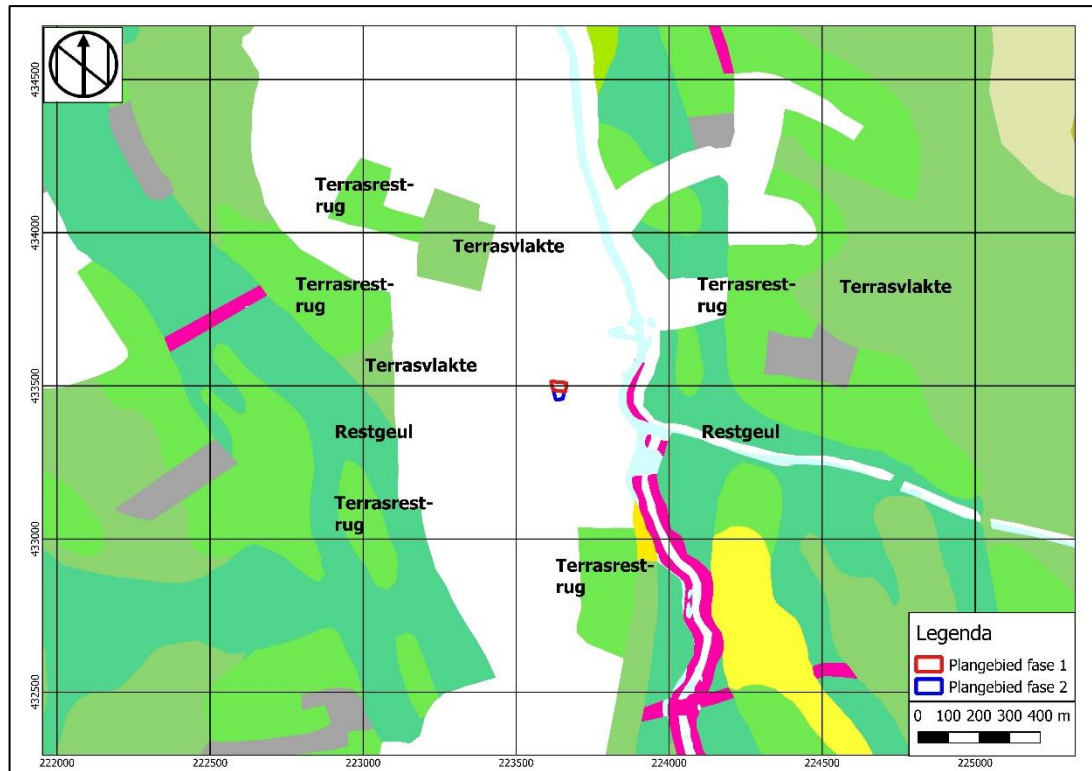 434500
434000
433500
433000
432500
Terrasrest-
rug
Terrasvlakte
Terrasrest-
rug
Terrasrest-
rug
Terrasvlakte
Terrasvlakte
Restgeul
Restgeul
Terrasrest-
rug
Terrasrest-
rug
Legenda
Plangebied fase 1
Plangebied fase 2
0 100 200 300 400 m
222000 222500 223000 223500 224000 224500 225000